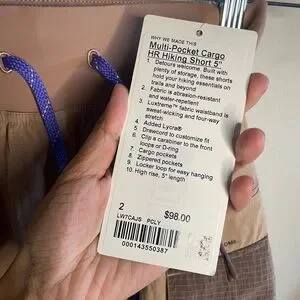 WHY WE MADE THIS
Multi-Pocket Cargo
HR Hiking Short 5"
1. Detours welcome. Built with
plenty of storage, these shorts
hold your hiking essentials on
trails and beyond
2. Fabric is abrasion-resistant
and water-repellent
3. Luxtreme™ fabric waistband is
sweat-wicking and four-way
stretch
4. Added Lycra®
5. Drawcord to customize fit
6. Clip a carabiner to the front
loops or D-ring
7. Cargo pockets
8. Zippered pockets
9. Locker loop for easy hanging
10. High rise, 5" length
2
$98.00
LW7CAJS PCLY
000143550387